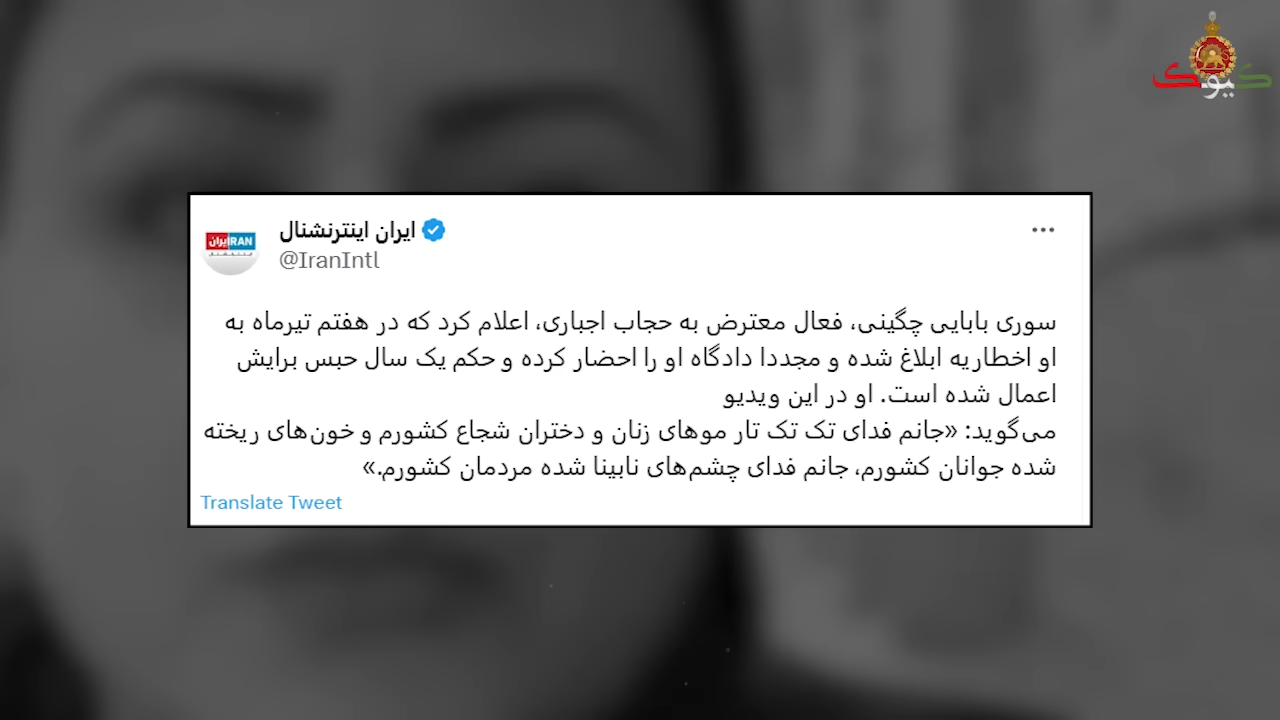 کیوک
ایران اینترنشنال
@IranIntl
ایران IRAN
سوری بابایی چگینی، فعال معترض به حجاب اجباری، اعلام کرد که در هفتم تیرماه به
او اخطاریه ابلاغ شده و مجددا دادگاه او را احضار کرده و حکم یک سال حبس برایش
اعمال شده است. او در این ویدیو
می‌گوید: «جانم فدای تک تک تار موهای زنان و دختران شجاع کشورم و خون‌های ریخته
شده جوانان کشورم، جانم فدای چشم‌های نابینا شده مردمان کشورم.»
Translate Tweet